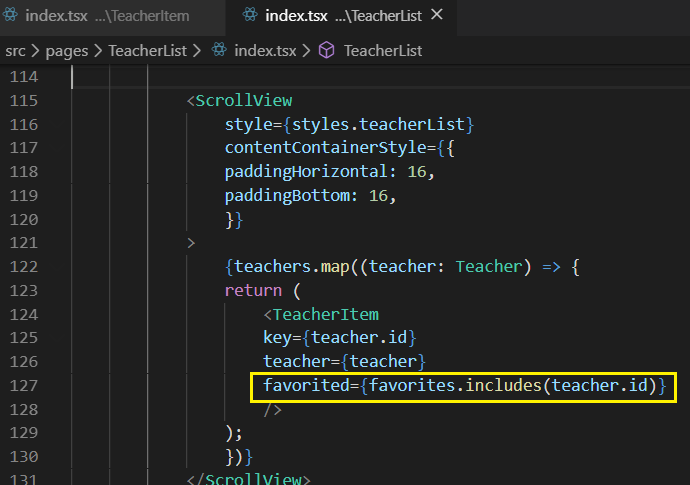 index.tsx ...\TeacherItem index.tsx ...\TeacherList ×
src > pages > TeacherList > index.tsx > TeacherList
114
115 <ScrollView
116 style={styles.teacherList}
117 contentContainerStyle={{
118 paddingHorizontal: 16,
119 paddingBottom: 16,
120 }}
121 >
122 {teachers.map((teacher: Teacher) => {
123 return (
124 <TeacherItem
125 key={teacher.id}
126 teacher={teacher}
127 favorited={favorites.includes(teacher.id)}
128 />
129 );
130 })}
131 </ScrollView>